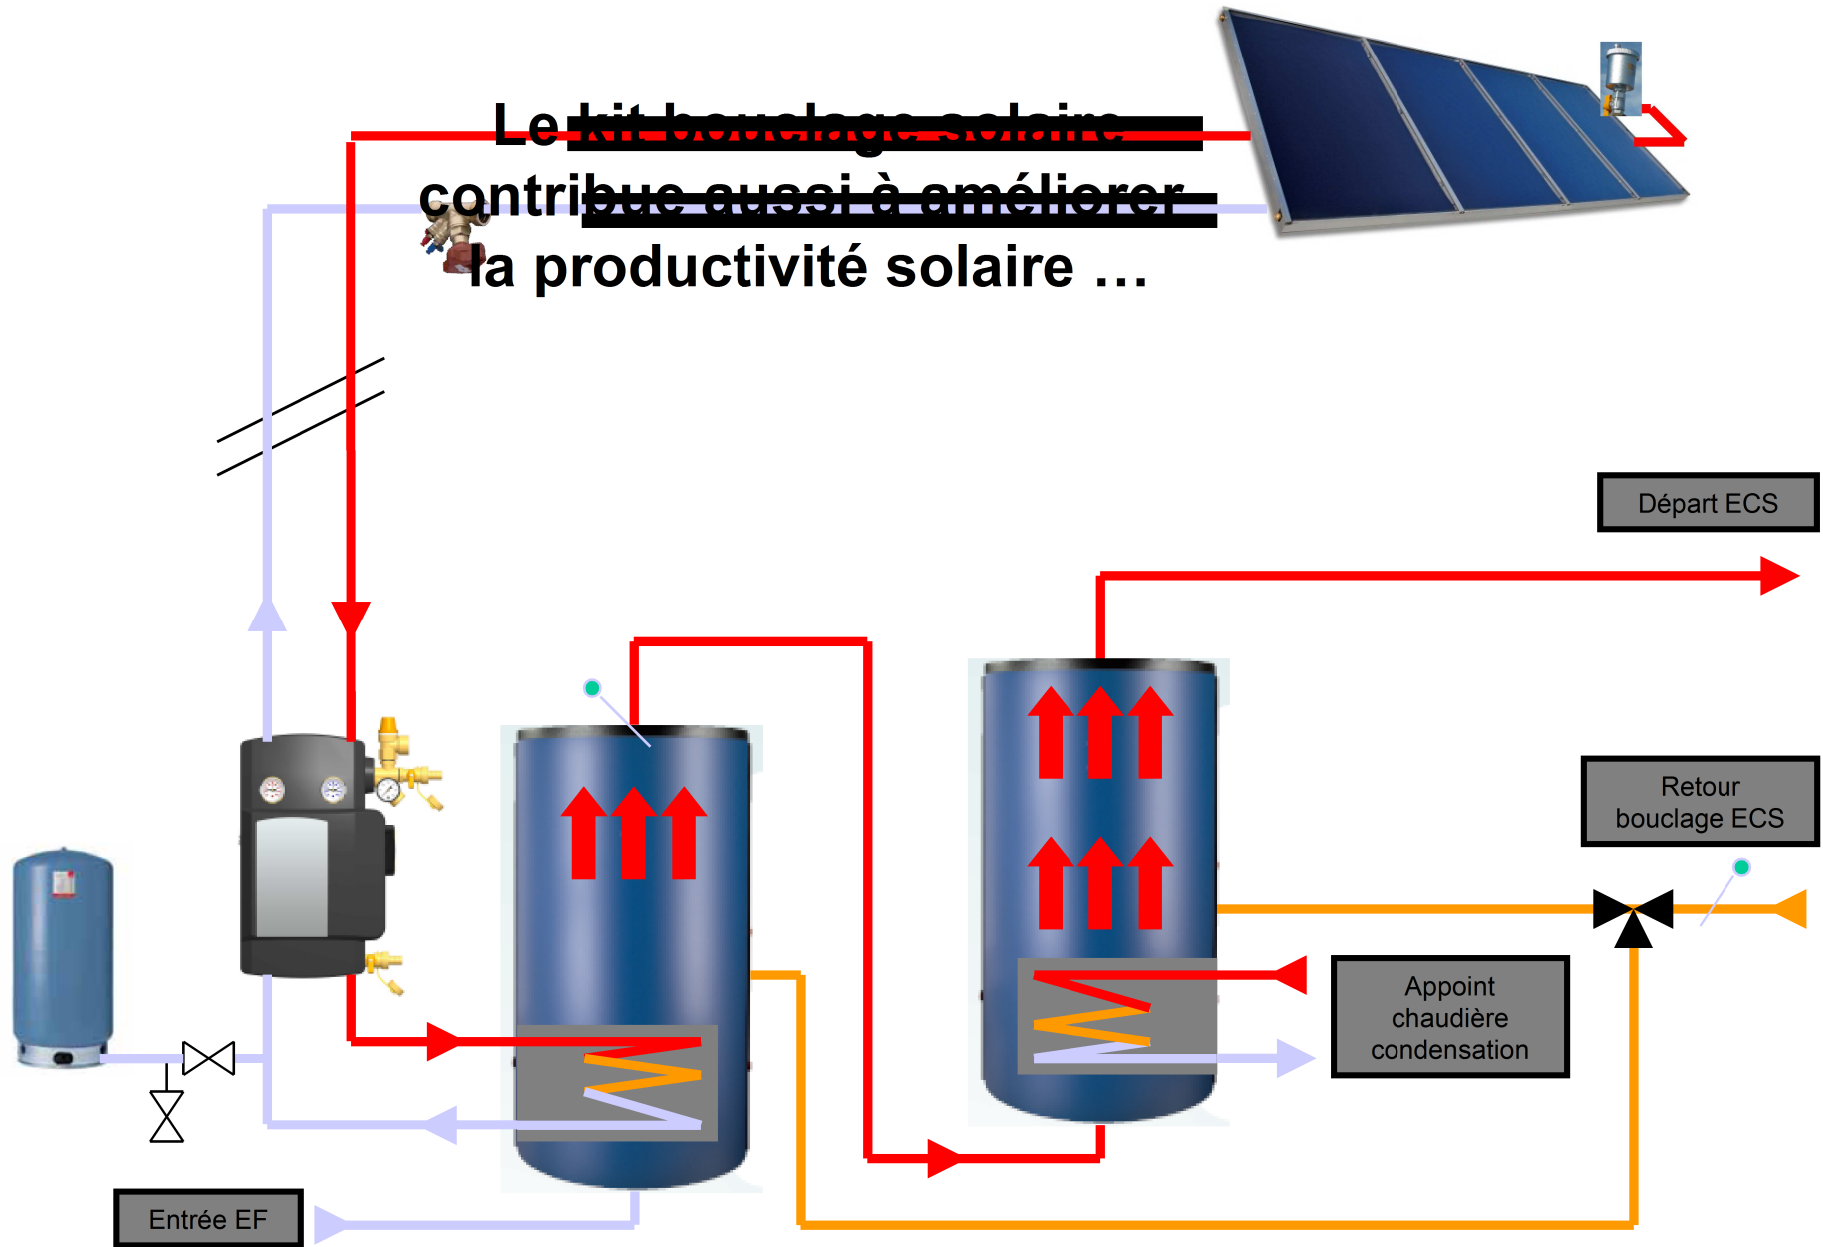 Le kit bouclage solaire
contribue aussi à améliorer
la productivité solaire …
Départ ECS
Retour
bouclage ECS
Appoint
chaudière
condensation
Entrée EF